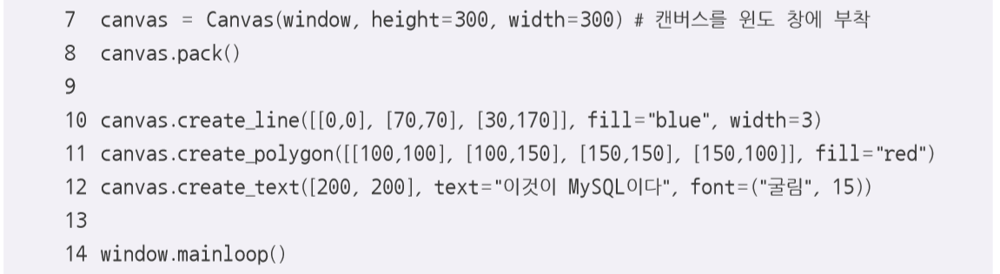 7 canvas = Canvas(window, height=300, width=300) # 캔버스를 윈도 창에 부착
8 canvas.pack()
9
10 canvas.create_line([[0,0], [70,70], [30,170]], fill="blue", width=3)
11 canvas.create_polygon([[100,100], [100,150], [150,150], [150,100]], fill="red")
12 canvas.create_text([200, 200], text="이것이 MySQL이다", font=("굴림", 15))
13
14 window.mainloop()